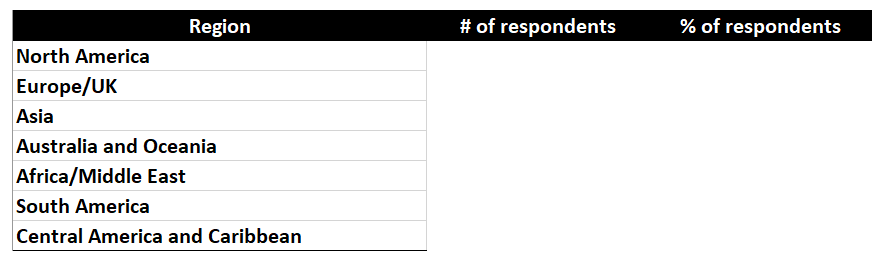 Region # of respondents % of respondents
North America
Europe/UK
Asia
Australia and Oceania
Africa/Middle East
South America
Central America and Caribbean